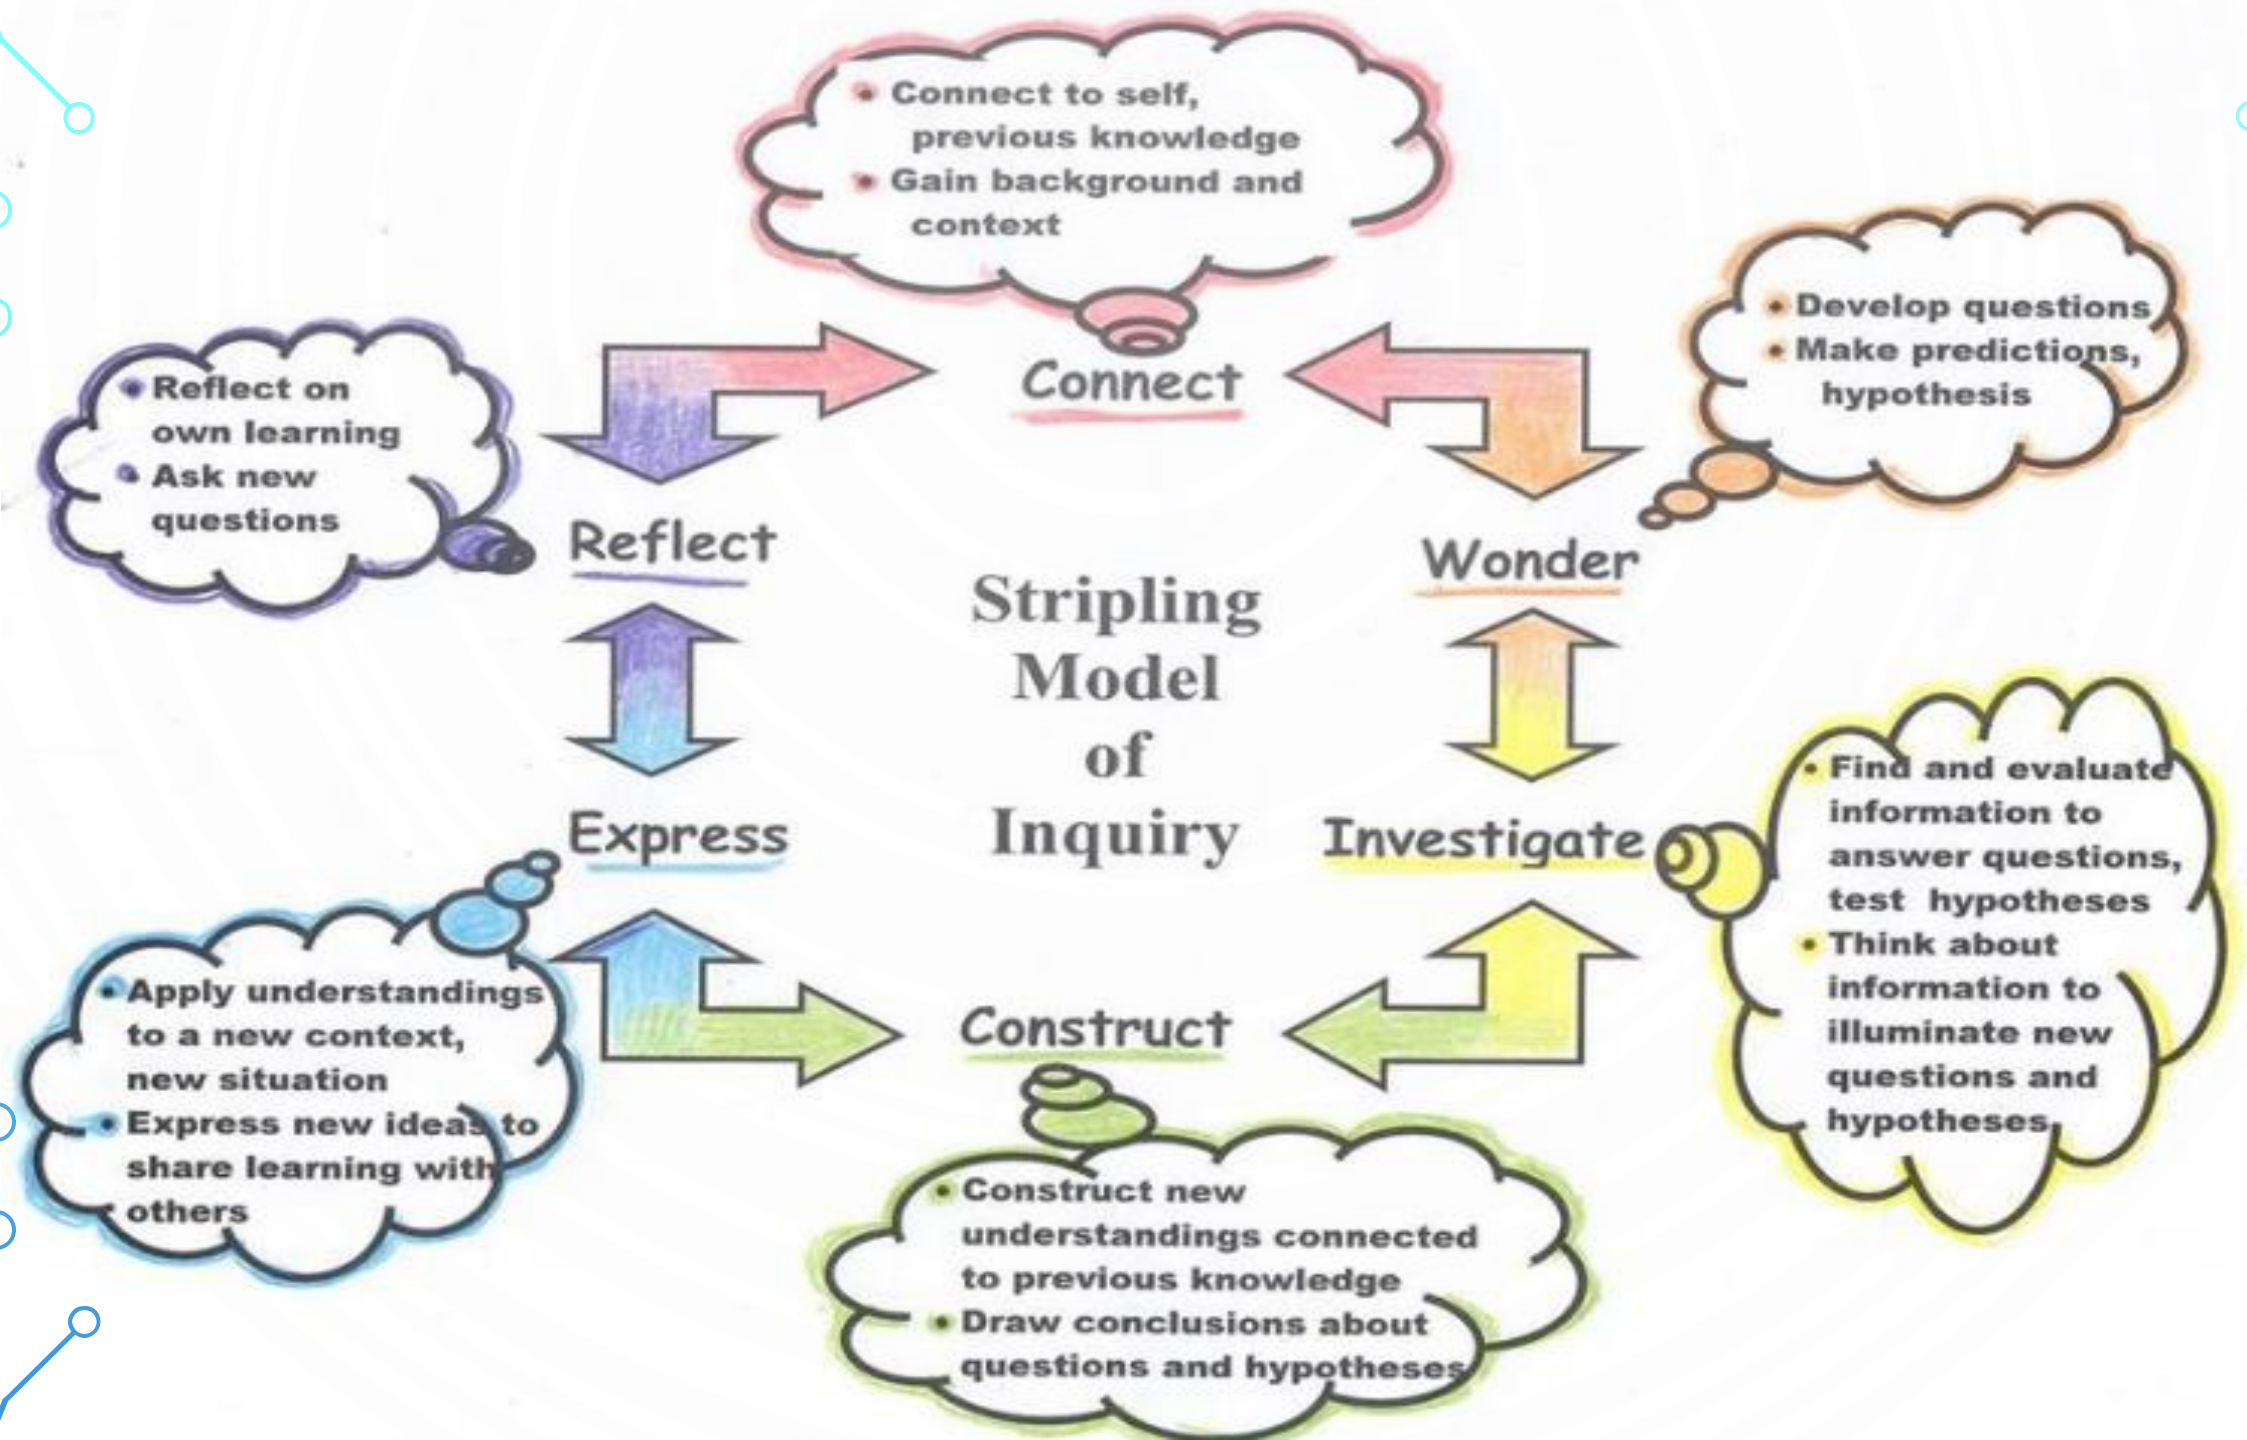 • Connect to self,
previous knowledge
• Gain background and
context
Connect
• Develop questions
• Make predictions,
hypothesis
Wonder
• Find and evaluate
information to
answer questions,
test hypotheses
• Think about
information to
illuminate new
questions and
hypotheses
Investigate
Construct
• Construct new
understandings connected
to previous knowledge
• Draw conclusions about
questions and hypotheses
Express
• Apply understandings
to a new context,
new situation
• Express new ideas to
share learning with
others
Reflect
• Reflect on
own learning
• Ask new
questions
Stripling
Model
of
Inquiry